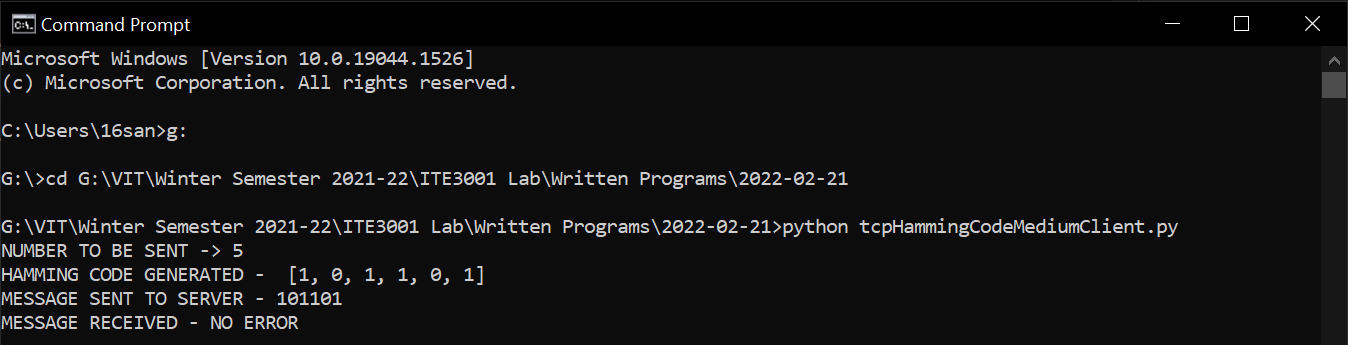 Command Prompt
Microsoft Windows [Version 10.0.19044.1526]
(c) Microsoft Corporation. All rights reserved.
C:\Users\16san>g:
G:\>cd G:\VIT\Winter Semester 2021-22\ITE3001 Lab\Written Programs\2022-02-21
G:\VIT\Winter Semester 2021-22\ITE3001 Lab\Written Programs\2022-02-21>python tcpHammingCodeMediumClient.py
NUMBER TO BE SENT -> 5
HAMMING CODE GENERATED -  [1, 0, 1, 1, 0, 1]
MESSAGE SENT TO SERVER - 101101
MESSAGE RECEIVED - NO ERROR